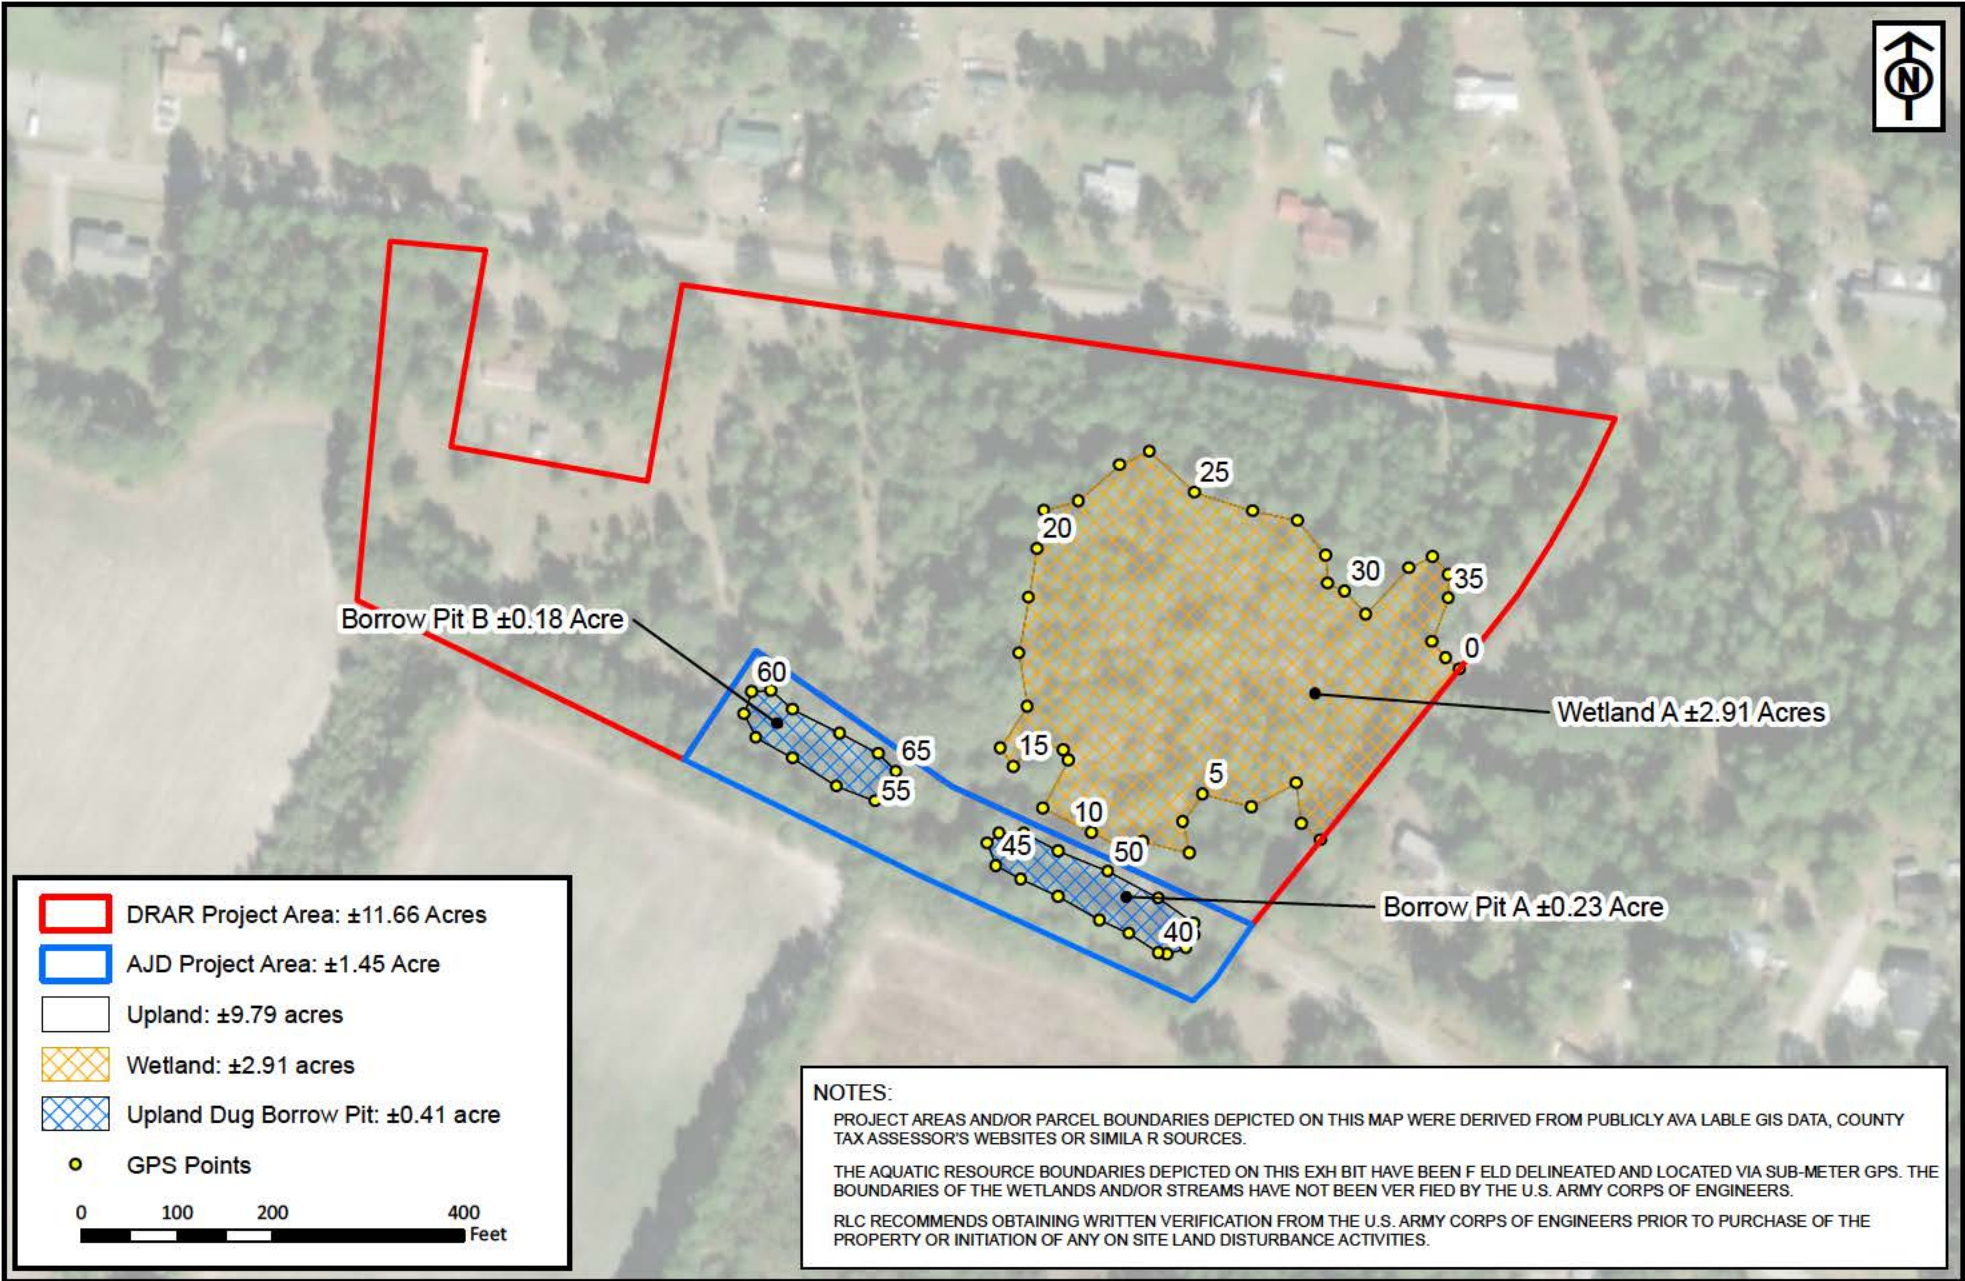 N
25
20
30
35
0
Borrow Pit B ±0.18 Acre
60
Wetland A ±2.91 Acres
15
65
5
55
10
45
50
Borrow Pit A ±0.23 Acre
40
DRAR Project Area: ±11.66 Acres
AJD Project Area: ±1.45 Acre
Upland: ±9.79 acres
Wetland: ±2.91 acres
Upland Dug Borrow Pit: ±0.41 acre
GPS Points
0 100 200 400
Feet
NOTES:
PROJECT AREAS AND/OR PARCEL BOUNDARIES DEPICTED ON THIS MAP WERE DERIVED FROM PUBLICLY AVA LABLE GIS DATA, COUNTY
TAX ASSESSOR'S WEBSITES OR SIMILA R SOURCES.
THE AQUATIC RESOURCE BOUNDARIES DEPICTED ON THIS EXH BIT HAVE BEEN F ELD DELINEATED AND LOCATED VIA SUB-METER GPS. THE
BOUNDARIES OF THE WETLANDS AND/OR STREAMS HAVE NOT BEEN VER FIED BY THE U.S. ARMY CORPS OF ENGINEERS.
RLC RECOMMENDS OBTAINING WRITTEN VERIFICATION FROM THE U.S. ARMY CORPS OF ENGINEERS PRIOR TO PURCHASE OF THE
PROPERTY OR INITIATION OF ANY ON SITE LAND DISTURBANCE ACTIVITIES.